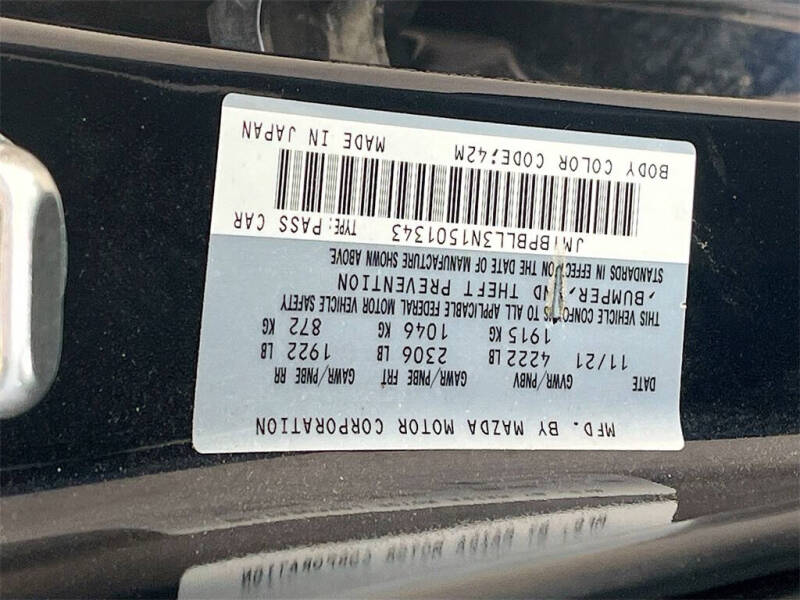 MFD. BY MAZDA MOTOR CORPORATION
DATE GVWR/PNBV GAWR/PNBE FRT GAWR/PNBE RR
11/21 4222 LB 2306 LB 1922 LB
1915 KG 1046 KG 872 KG
THIS VEHICLE TO ALL APPLICABLE FEDERAL MOTOR VEHICLE SAFETY
,BUMPER, THEFT PREVENTION
STANDARDS IN EFFECT ON THE DATE OF MANUFACTURE SHOWN ABOVE.
JM1BPBLL3N1501343 TYPE: PASS CAR
BODY COLOR CODE;42M MADE IN JAPAN